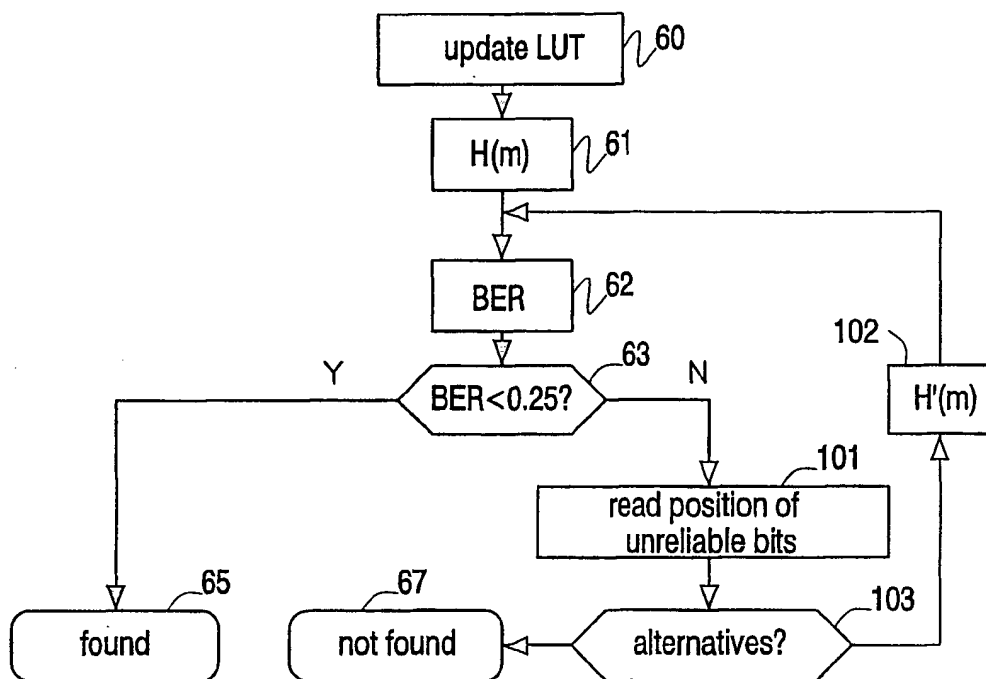 update LUT
60
H(m)
61
BER
62
BER<0.25?
63
Y
N
102
H'(m)
101
read position of
unreliable bits
65
found
67
not found
alternatives?
103